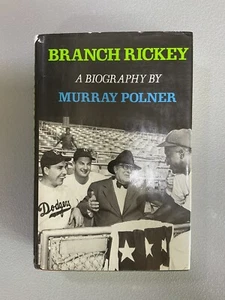 BRANCH RICKEY
A BIOGRAPHY BY
MURRAY POLNER
Dodgers